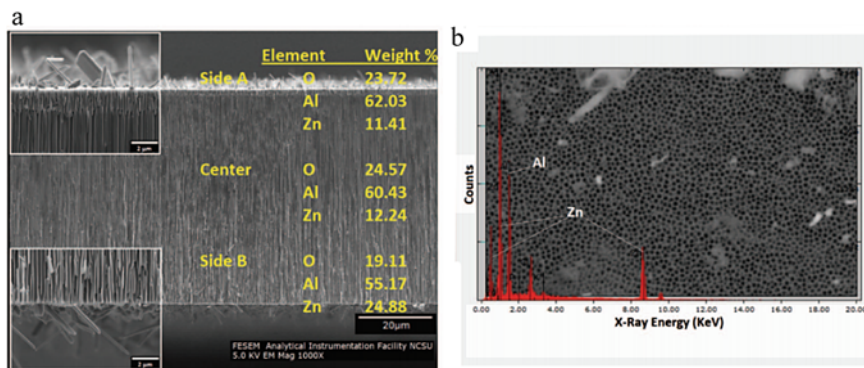 a
Element Weight %
Side A O 23.72
Al 62.03
Zn 11.41
Center O 24.57
Al 60.43
Zn 12.24
Side B O 19.11
Al 55.17
Zn 24.88
2 µm
2 µm
20µm
FESEM Analytical Instrumentation Facility NCSU
5.0 KV EM Mag 1000X
b
Counts
Al
Zn
0.00 2.00 4.00 6.00 8.00 10.00 12.00 14.00 16.00 18.00 20.00
X-Ray Energy (KeV)